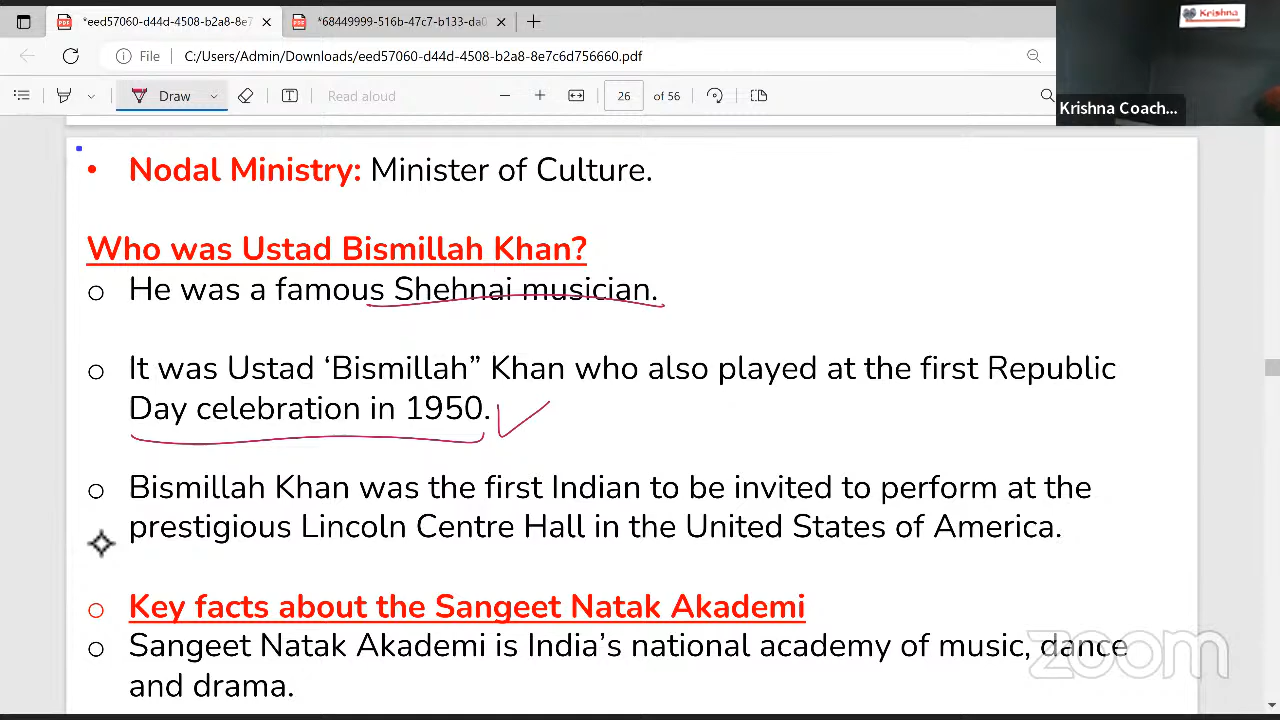 *eed57060-d44d-4508-b2a8-8e7
*68449999-516b-47c7-b133-dd
Krishna
File
C:/Users/Admin/Downloads/eed57060-d44d-4508-b2a8-8e7c6d756660.pdf
Draw
Read aloud
26
of 56
Krishna Coach...
• Nodal Ministry: Minister of Culture.
Who was Ustad Bismillah Khan?
o He was a famous Shehnai musician.
o It was Ustad ‘Bismillah” Khan who also played at the first Republic
Day celebration in 1950.
o Bismillah Khan was the first Indian to be invited to perform at the
prestigious Lincoln Centre Hall in the United States of America.
o Key facts about the Sangeet Natak Akademi
o Sangeet Natak Akademi is India’s national academy of music, dance
and drama.
zoom